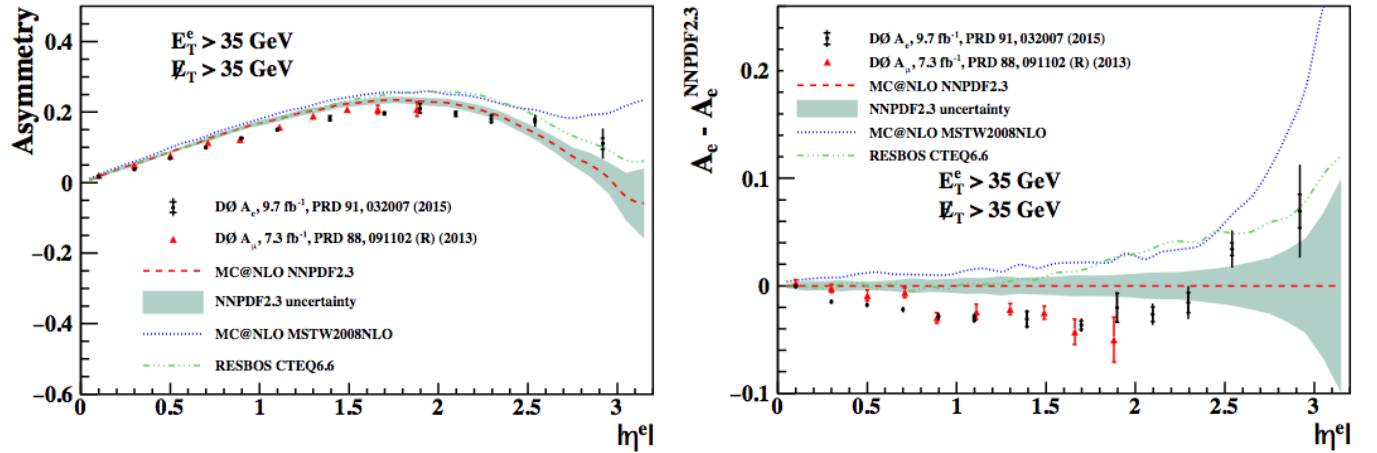 Asymmetry
0.4
0.2
0
−0.2
−0.4
−0.6
E_T^e > 35 GeV
E̸_T > 35 GeV
DØ A_e, 9.7 fb⁻¹, PRD 91, 032007 (2015)
DØ A_μ, 7.3 fb⁻¹, PRD 88, 091102 (R) (2013)
MC@NLO NNPDF2.3
NNPDF2.3 uncertainty
MC@NLO MSTW2008NLO
RESBOS CTEQ6.6
0 0.5 1 1.5 2 2.5 3
|η^e|
A_e - A_e^NNPDF2.3
0.2
0.1
0
−0.1
DØ A_e, 9.7 fb⁻¹, PRD 91, 032007 (2015)
DØ A_μ, 7.3 fb⁻¹, PRD 88, 091102 (R) (2013)
MC@NLO NNPDF2.3
NNPDF2.3 uncertainty
MC@NLO MSTW2008NLO
RESBOS CTEQ6.6
E_T^e > 35 GeV
E̸_T > 35 GeV
0 0.5 1 1.5 2 2.5 3
|η^e|